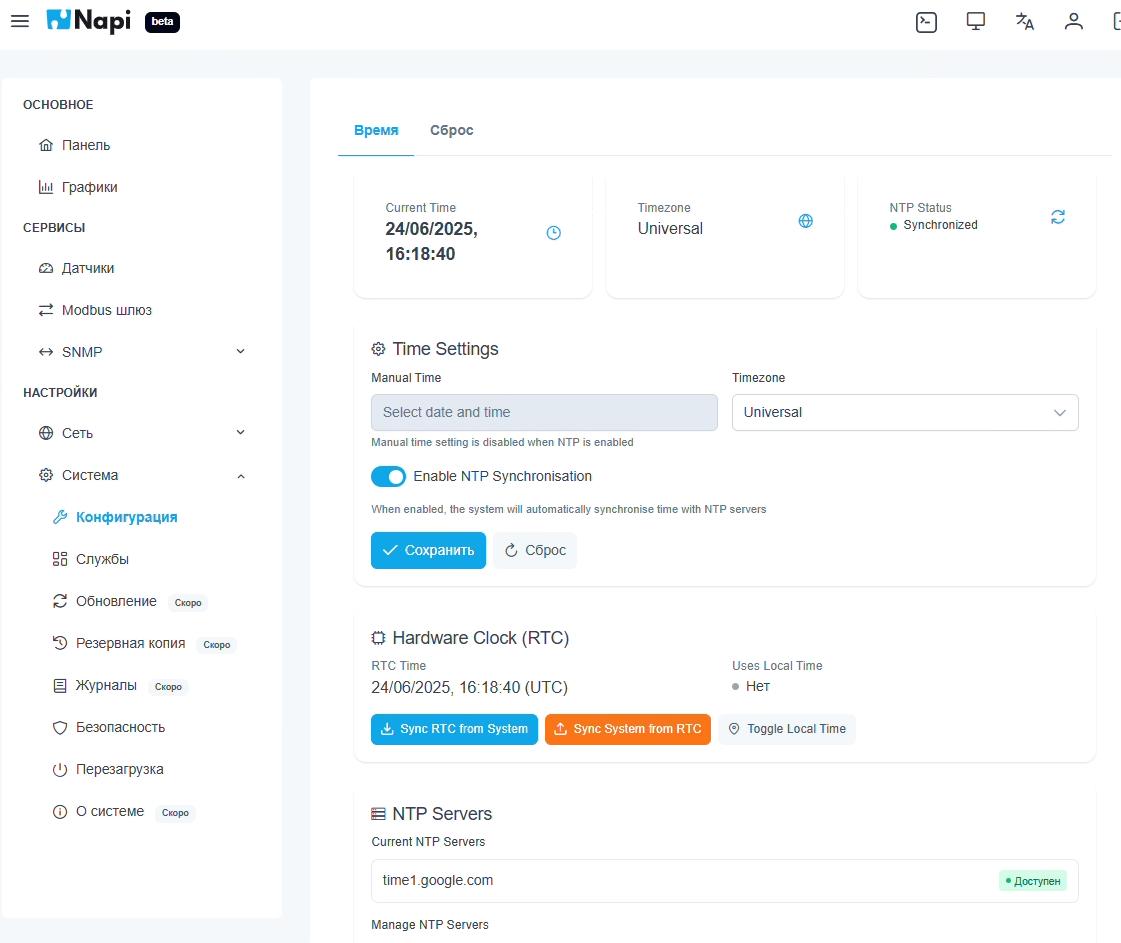 Napi beta
ОСНОВНОЕ
Панель
Графики
СЕРВИСЫ
Датчики
Modbus шлюз
SNMP
НАСТРОЙКИ
Сеть
Система
Конфигурация
Службы
Обновление Скоро
Резервная копия Скоро
Журналы Скоро
Безопасность
Перезагрузка
О системе Скоро
Время Сброс
Current Time
24/06/2025,
16:18:40
Timezone
Universal
NTP Status
Synchronized
Time Settings
Manual Time
Select date and time
Manual time setting is disabled when NTP is enabled
Timezone
Universal
Enable NTP Synchronisation
When enabled, the system will automatically synchronise time with NTP servers
Сохранить Сброс
Hardware Clock (RTC)
RTC Time
24/06/2025, 16:18:40 (UTC)
Uses Local Time
Нет
Sync RTC from System Sync System from RTC Toggle Local Time
NTP Servers
Current NTP Servers
time1.google.com Доступен
Manage NTP Servers